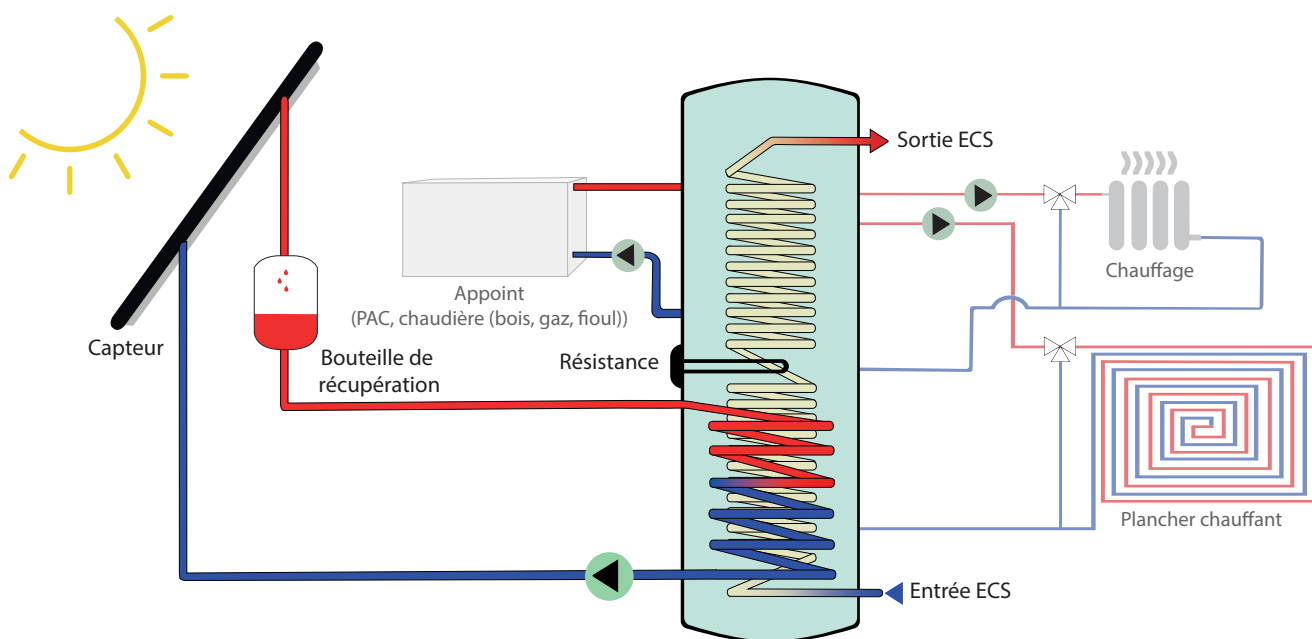 Sortie ECS
Chauffage
Appoint
(PAC, chaudière (bois, gaz, fioul))
Capteur
Bouteille de
récupération
Résistance
Plancher chauffant
Entrée ECS